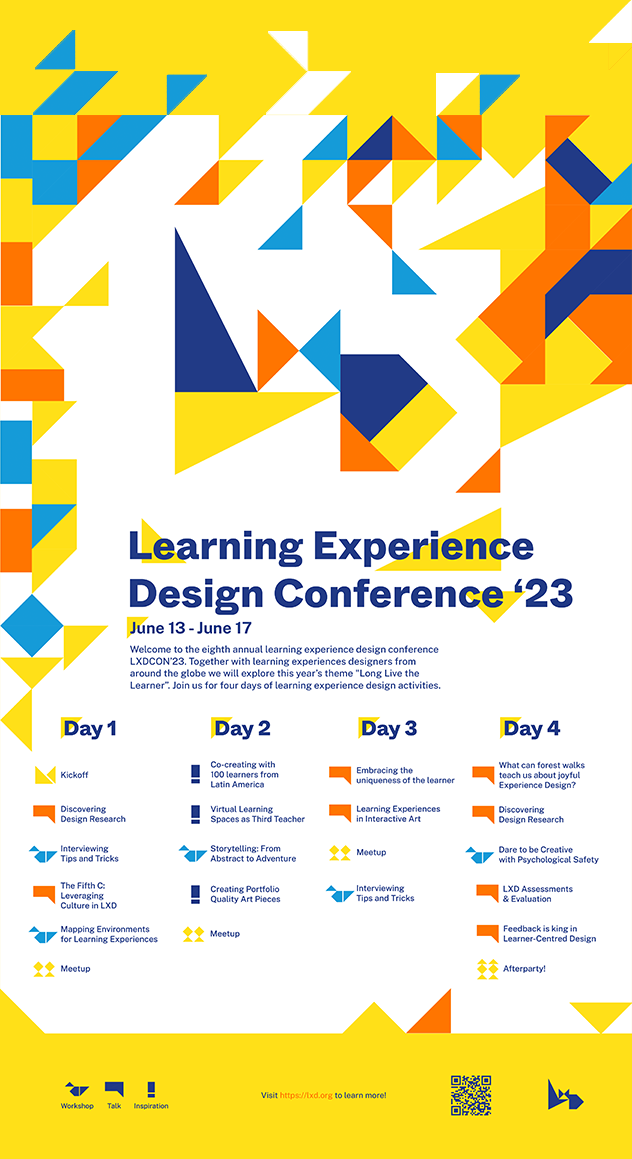 Learning Experience
Design Conference ‘23
June 13 - June 17
Welcome to the eighth annual learning experience design conference
LXDCON'23. Together with learning experiences designers from
around the globe we will explore this year's theme "Long Live the
Learner". Join us for four days of learning experience design activities.
Day 1
Kickoff
Discovering
Design Research
Interviewing
Tips and Tricks
The Fifth C:
Leveraging
Culture in LXD
Mapping Environments
for Learning Experiences
Meetup
Day 2
Co-creating with
100 learners from
Latin America
Virtual Learning
Spaces as Third Teacher
Storytelling: From
Abstract to Adventure
Creating Portfolio
Quality Art Pieces
Meetup
Day 3
Embracing the
uniqueness of the learner
Learning Experiences
in Interactive Art
Meetup
Interviewing
Tips and Tricks
Day 4
What can forest walks
teach us about joyful
Experience Design?
Discovering
Design Research
Dare to be Creative
with Psychological Safety
LXD Assessments
& Evaluation
Feedback is king in
Learner-Centred Design
Afterparty!
Workshop
Talk
Inspiration
Visit https://lxd.org to learn more!